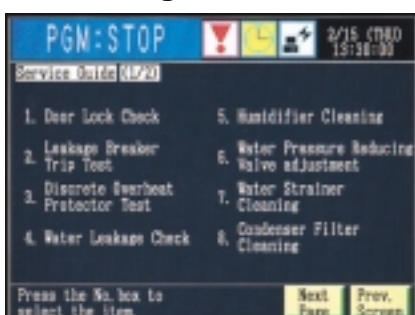 PGM:STOP
2/15 (THU)
13:30:00
Service Guide (1/2)
1. Door Lock Check
2. Leakage Breaker
Trip Test
3. Discrete Overheat
Protector Test
4. Water Leakage Check
5. Humidifier Cleaning
6. Water Pressure Reducing
Valve adjustment
7. Water Strainer
Cleaning
8. Condenser Filter
Cleaning
Press the No. box to
select the item
Next
Page
Prev.
Screen